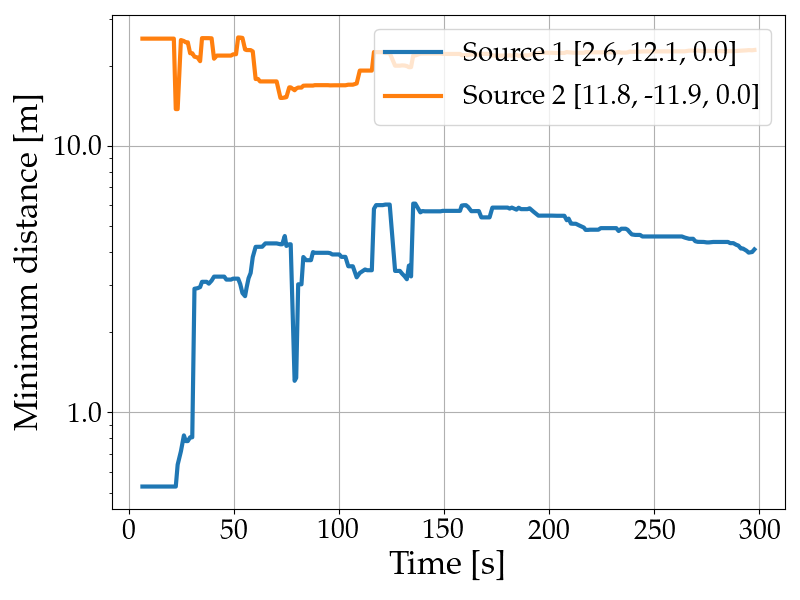 Source 1 [2.6, 12.1, 0.0]
Source 2 [11.8, -11.9, 0.0]
Minimum distance [m]
10.0
1.0
0 50 100 150 200 250 300
Time [s]